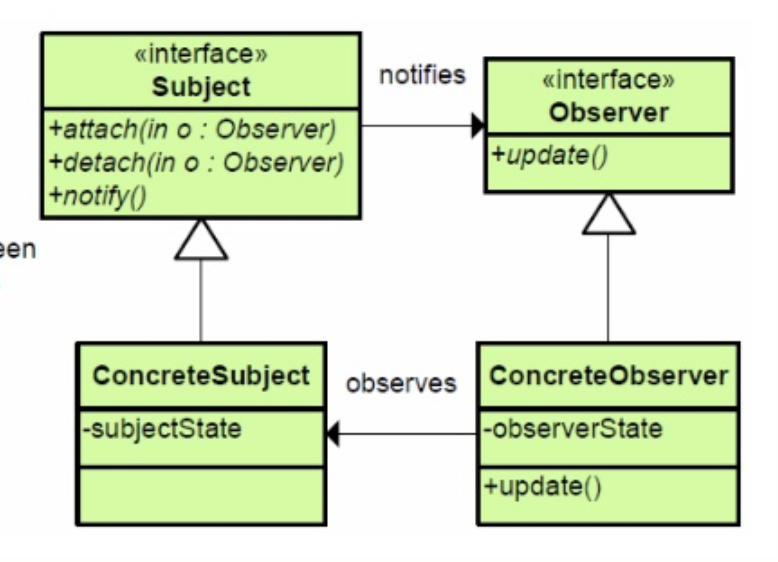 «interface»
Subject
+attach(in o : Observer)
+detach(in o : Observer)
+notify()
notifies
«interface»
Observer
+update()
een
ConcreteSubject
-subjectState
observes
ConcreteObserver
-observerState
+update()